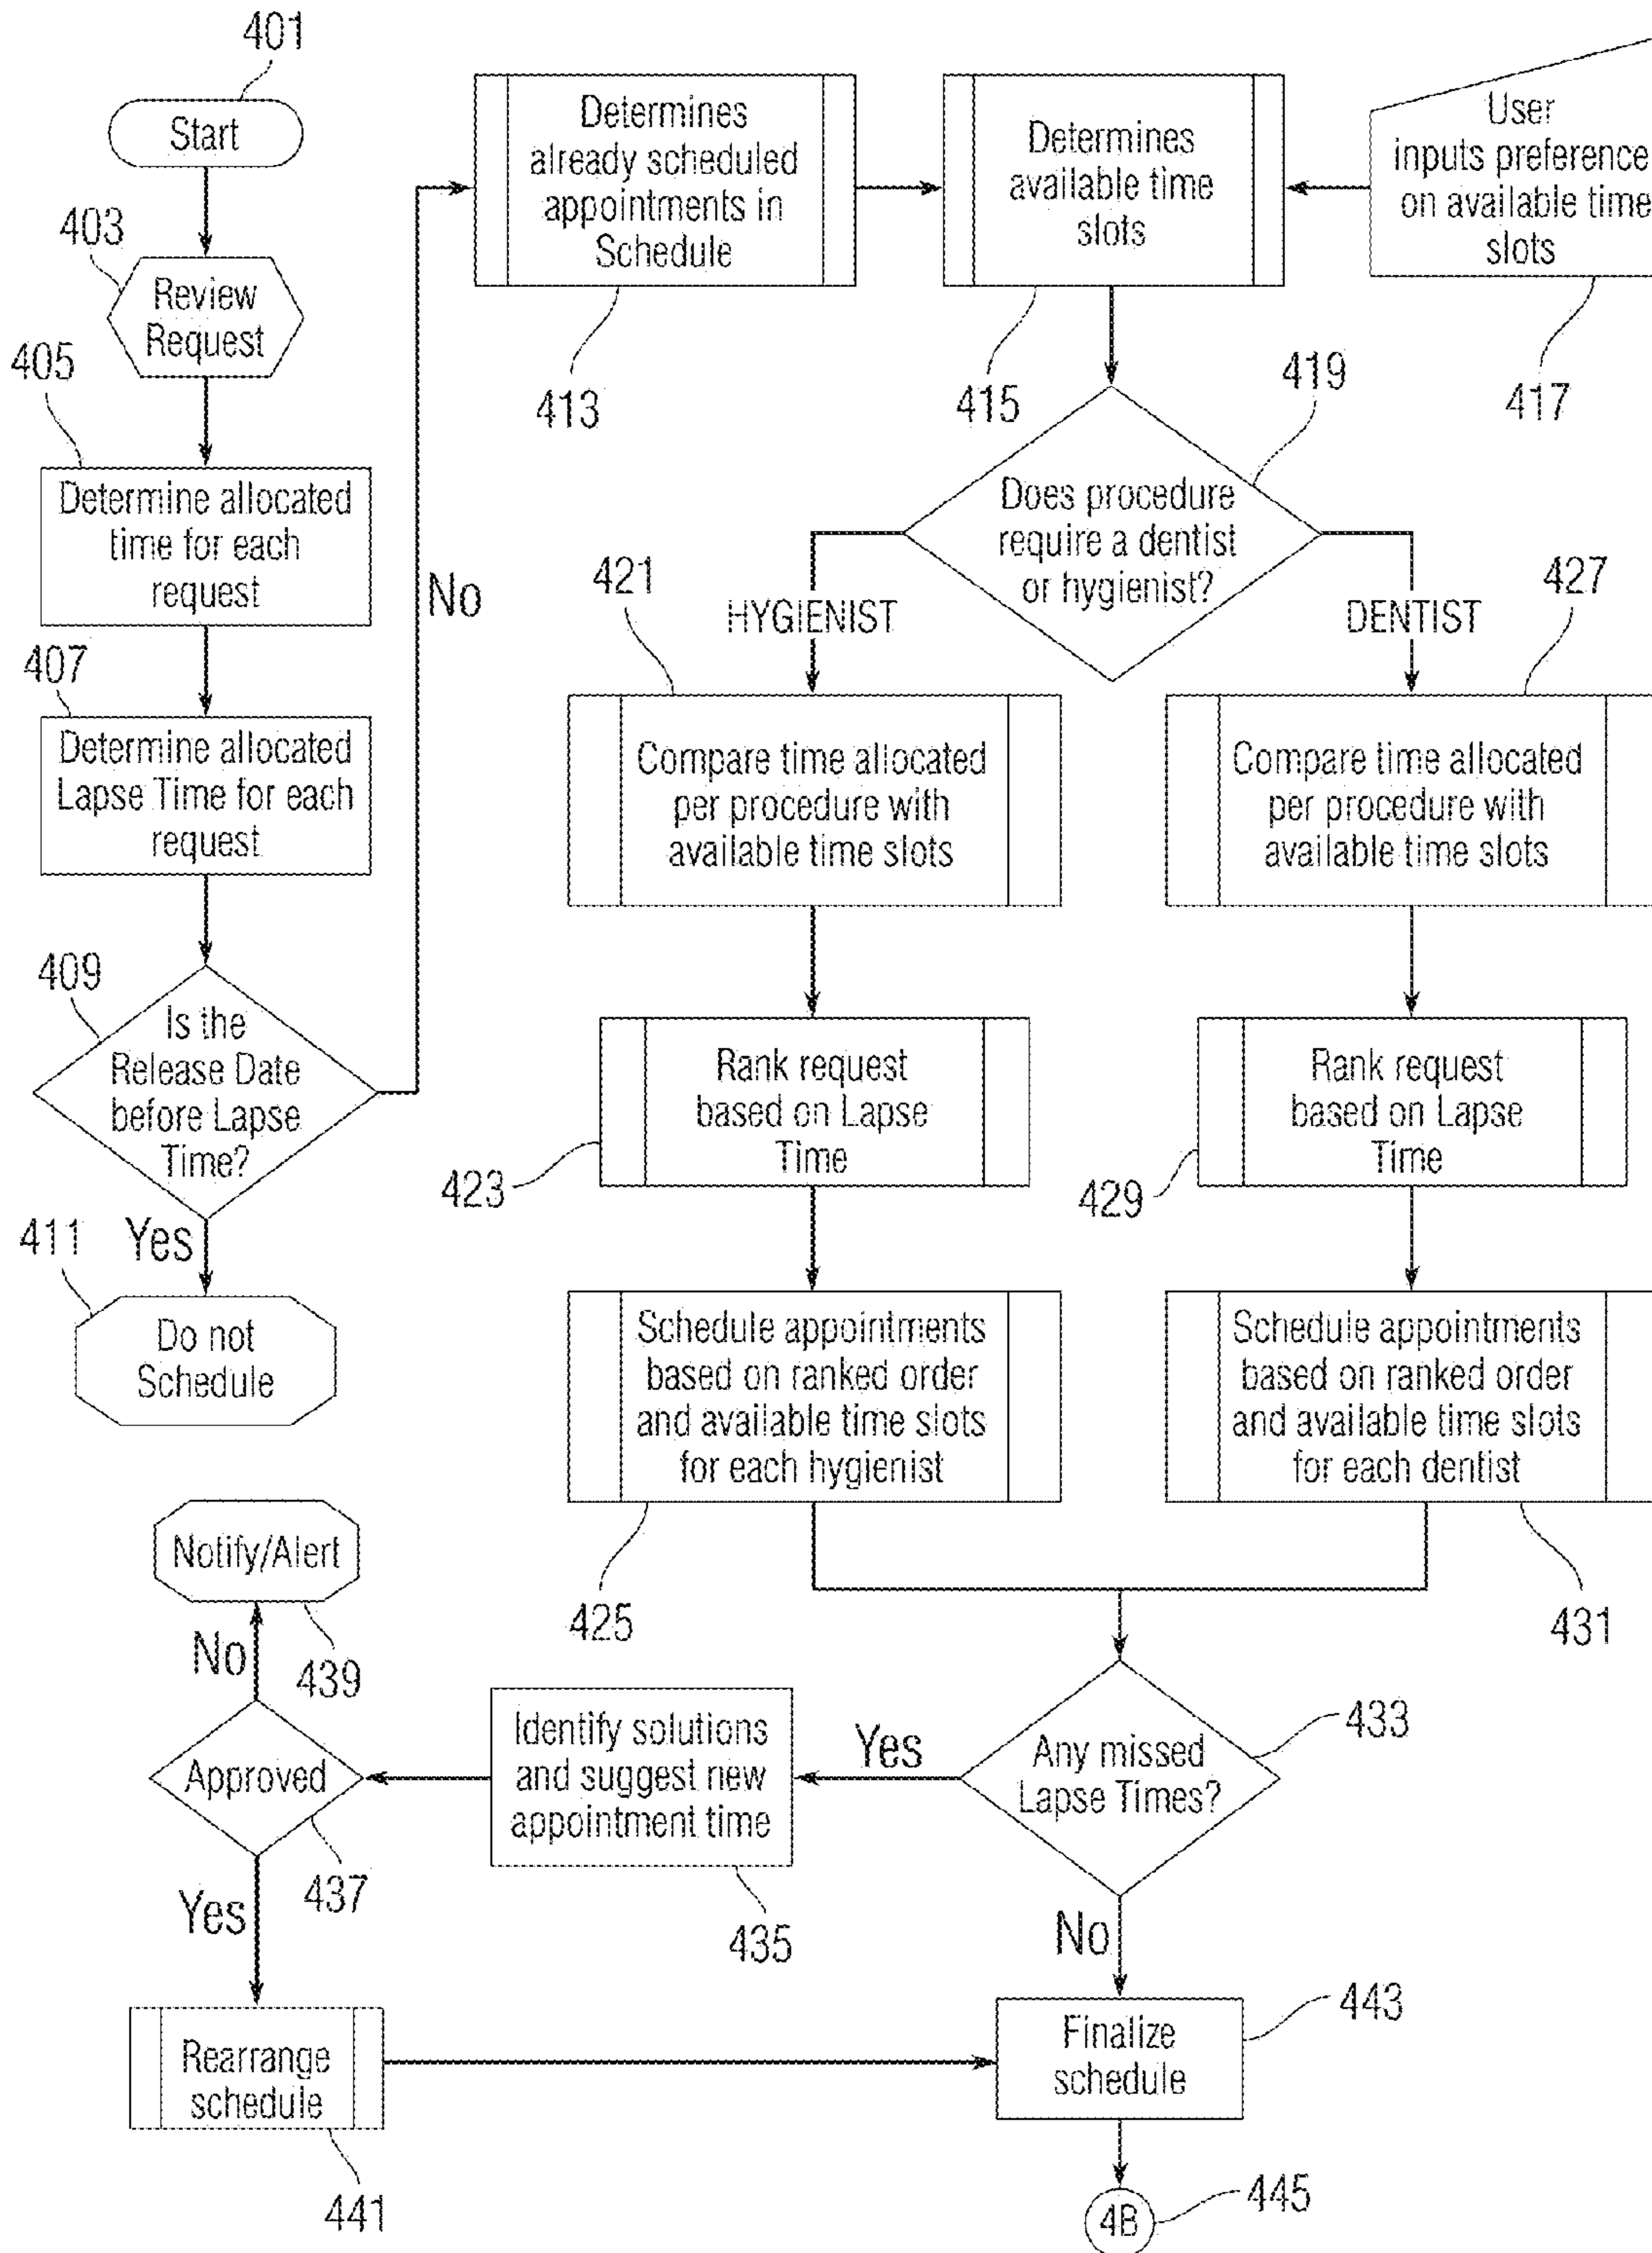 401
Start
403
Review
Request
405
Determine allocated
time for each
request
407
Determine allocated
Lapse Time for each
request
409
Is the
Release Date
before Lapse
Time?
Yes
411
Do not
Schedule
No
Determines
already scheduled
appointments in
Schedule
413
Determines
available time
slots
415
User
inputs preference
on available time
slots
417
419
Does procedure
require a dentist
or hygienist?
421
HYGIENIST
DENTIST
427
Compare time allocated
per procedure with
available time slots
Compare time allocated
per procedure with
available time slots
Rank request
based on Lapse
Time
423
Rank request
based on Lapse
Time
429
Schedule appointments
based on ranked order
and available time slots
for each hygienist
425
Schedule appointments
based on ranked order
and available time slots
for each dentist
431
433
Any missed
Lapse Times?
Yes
Identify solutions
and suggest new
appointment time
435
Approved
437
No
Notify/Alert
439
Yes
Rearrange
schedule
441
No
443
Finalize
schedule
4B
445